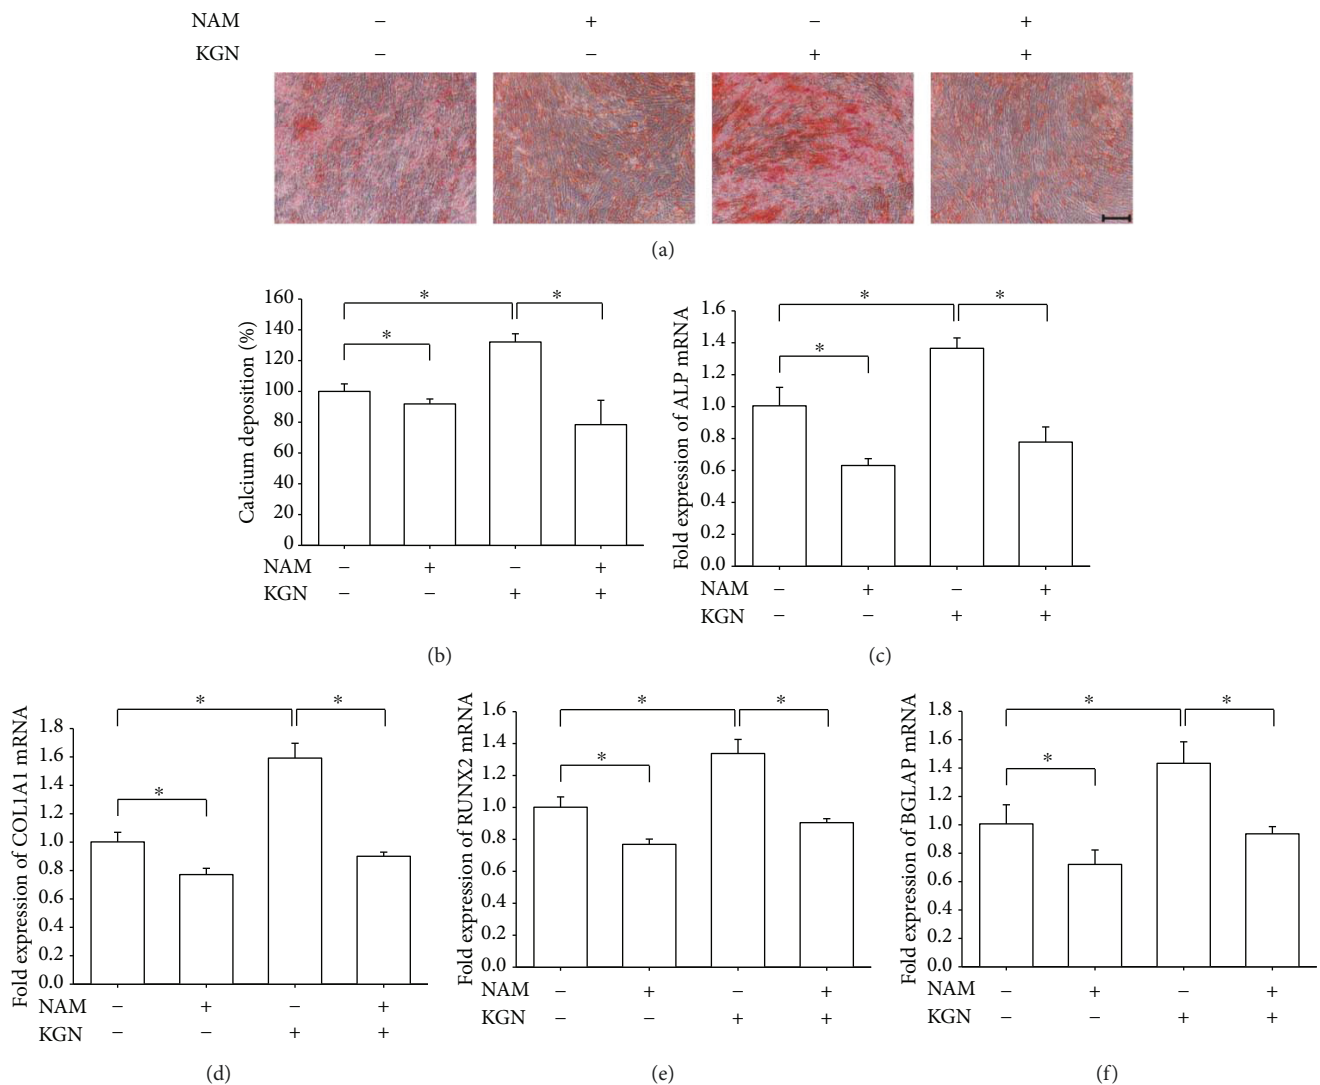 NAM − + − +
KGN − − + +
(a)
* *
*
160
140
120
100
80
60
40
20
0
Calcium deposition (%)
NAM − + − +
KGN − − + +
(b)
* *
*
1.6
1.4
1.2
1.0
0.8
0.6
0.4
0.2
0.0
Fold expression of ALP mRNA
NAM − + − +
KGN − − + +
(c)
* *
*
1.8
1.6
1.4
1.2
1.0
0.8
0.6
0.4
0.2
0.0
Fold expression of COL1A1 mRNA
NAM − + − +
KGN − − + +
(d)
* *
*
1.6
1.4
1.2
1.0
0.8
0.6
0.4
0.2
0.0
Fold expression of RUNX2 mRNA
NAM − + − +
KGN − − + +
(e)
* *
*
1.8
1.6
1.4
1.2
1.0
0.8
0.6
0.4
0.2
0.0
Fold expression of BGLAP mRNA
NAM − + − +
KGN − − + +
(f)